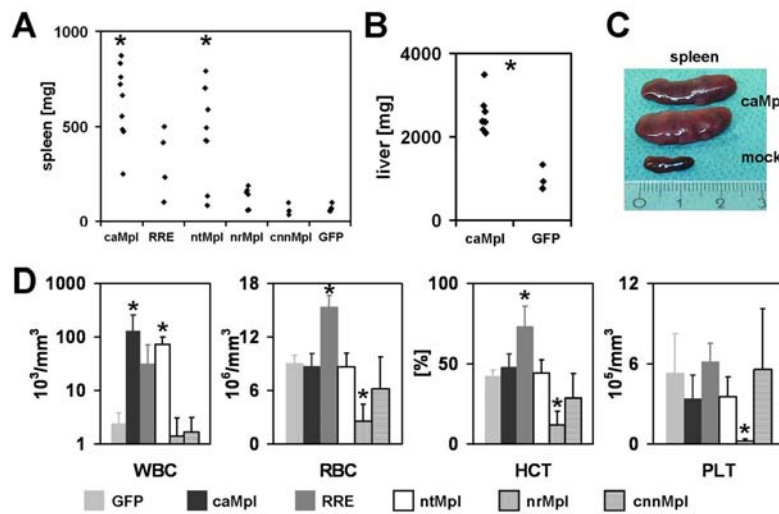 A
*
*
1000
500
0
spleen [mg]
caMpl RRE ntMpl nrMpl cnnMpl GFP
B
*
4000
2000
0
liver [mg]
caMpl GFP
C
spleen
caMpl
mock
0 1 2 3
D
1000
100
10
1
10³/mm³
* *
WBC
18
12
6
0
10⁶/mm³
*
*
RBC
100
50
0
[%]
*
*
HCT
12
6
0
10⁵/mm³
*
PLT
GFP caMpl RRE ntMpl nrMpl cnnMpl